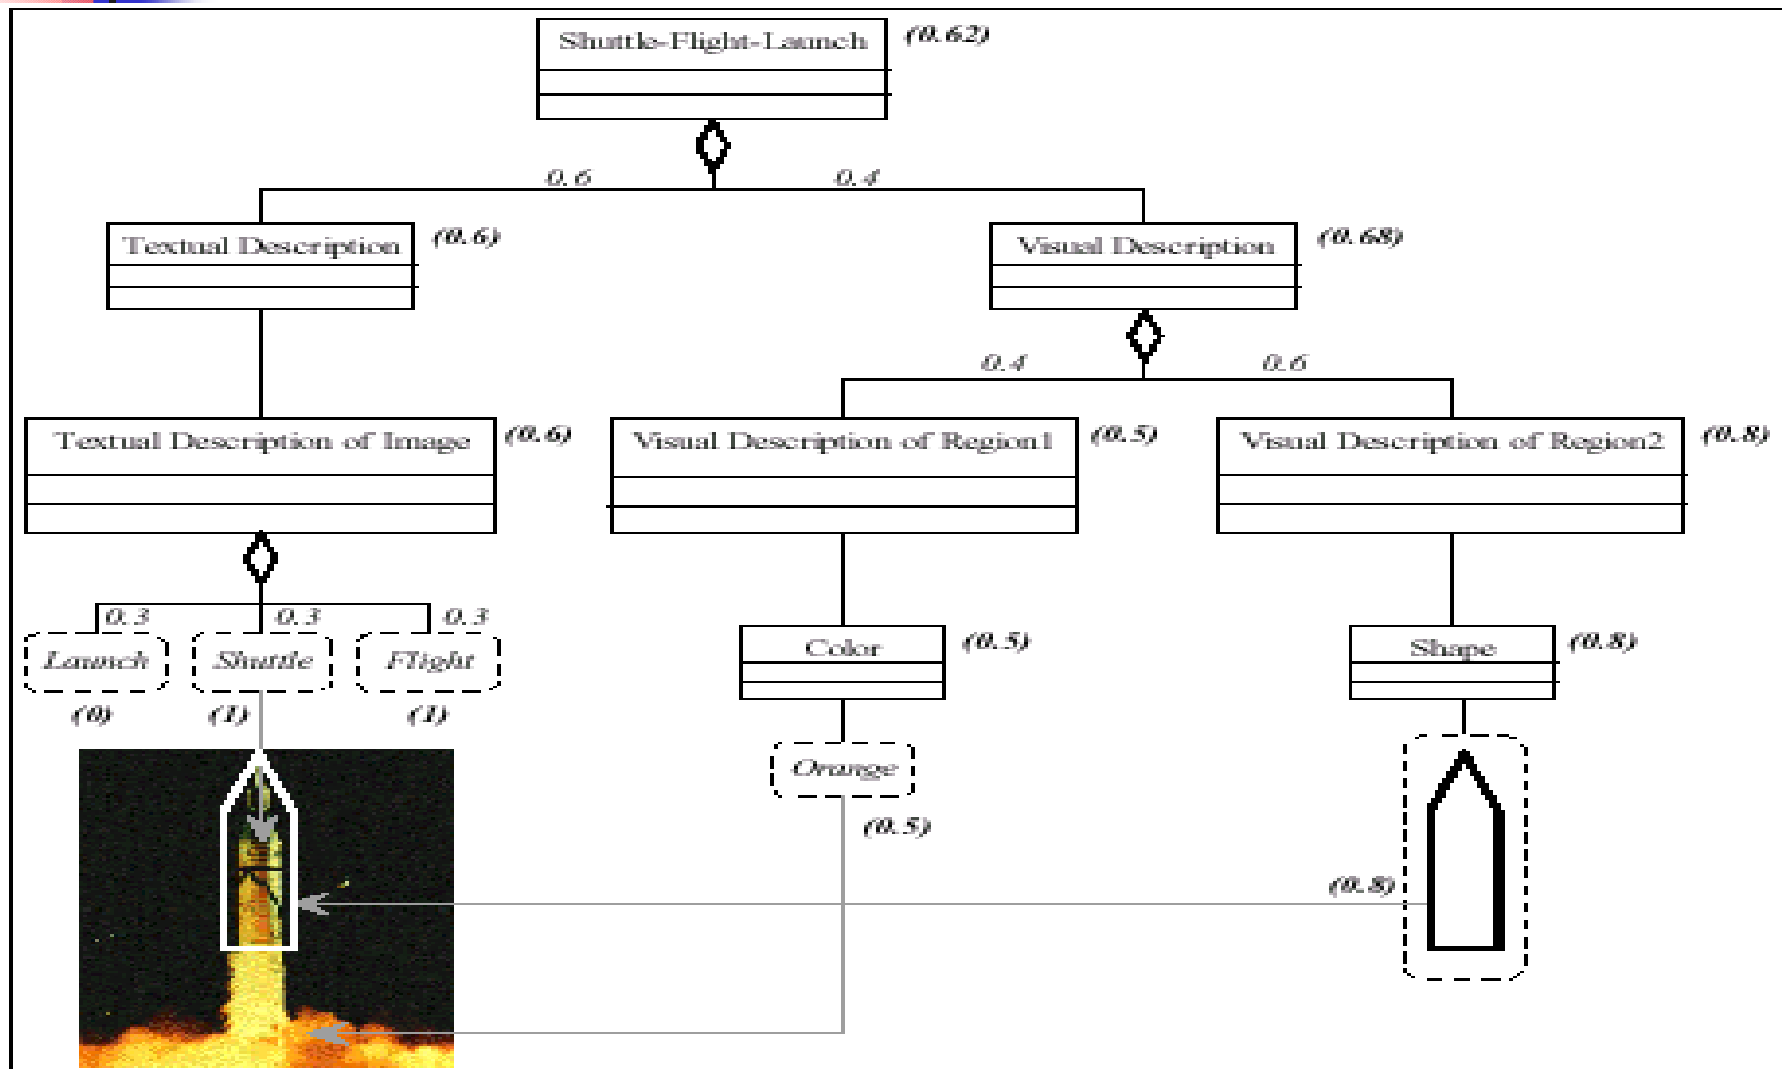 Shuttle-Flight-Launch (0.62)
0.6 0.4
Textual Description (0.6) Visual Description (0.68)
0.4 0.6
Textual Description of Image (0.6) Visual Description of Region1 (0.5) Visual Description of Region2 (0.8)
0.3 0.3 0.3
Launch Shuttle Flight Color (0.5) Shape (0.8)
(0) (1) (1)
Orange
(0.5)
(0.8)